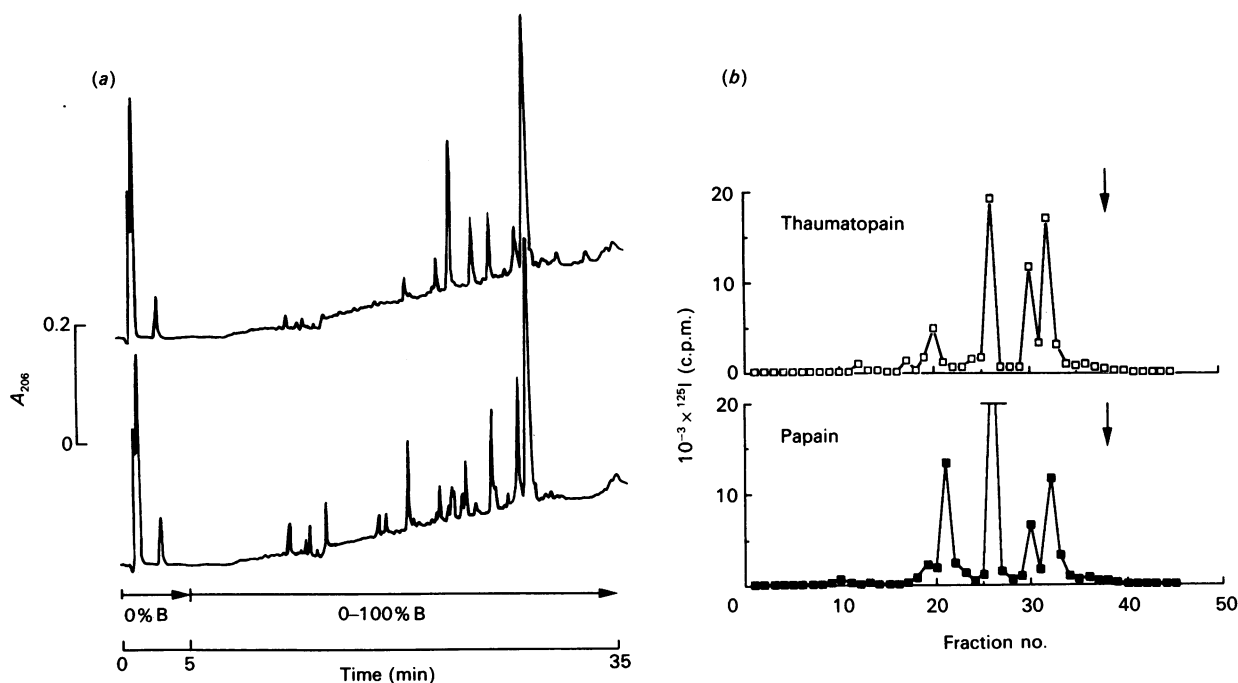 (a)
0.2
A206
0
0%B
0–100%B
0
5
35
Time (min)
(b)
20
Thaumatopain
10
0
10⁻³ × ¹²⁵I (c.p.m.)
20
Papain
10
0
10
20
30
40
50
Fraction no.